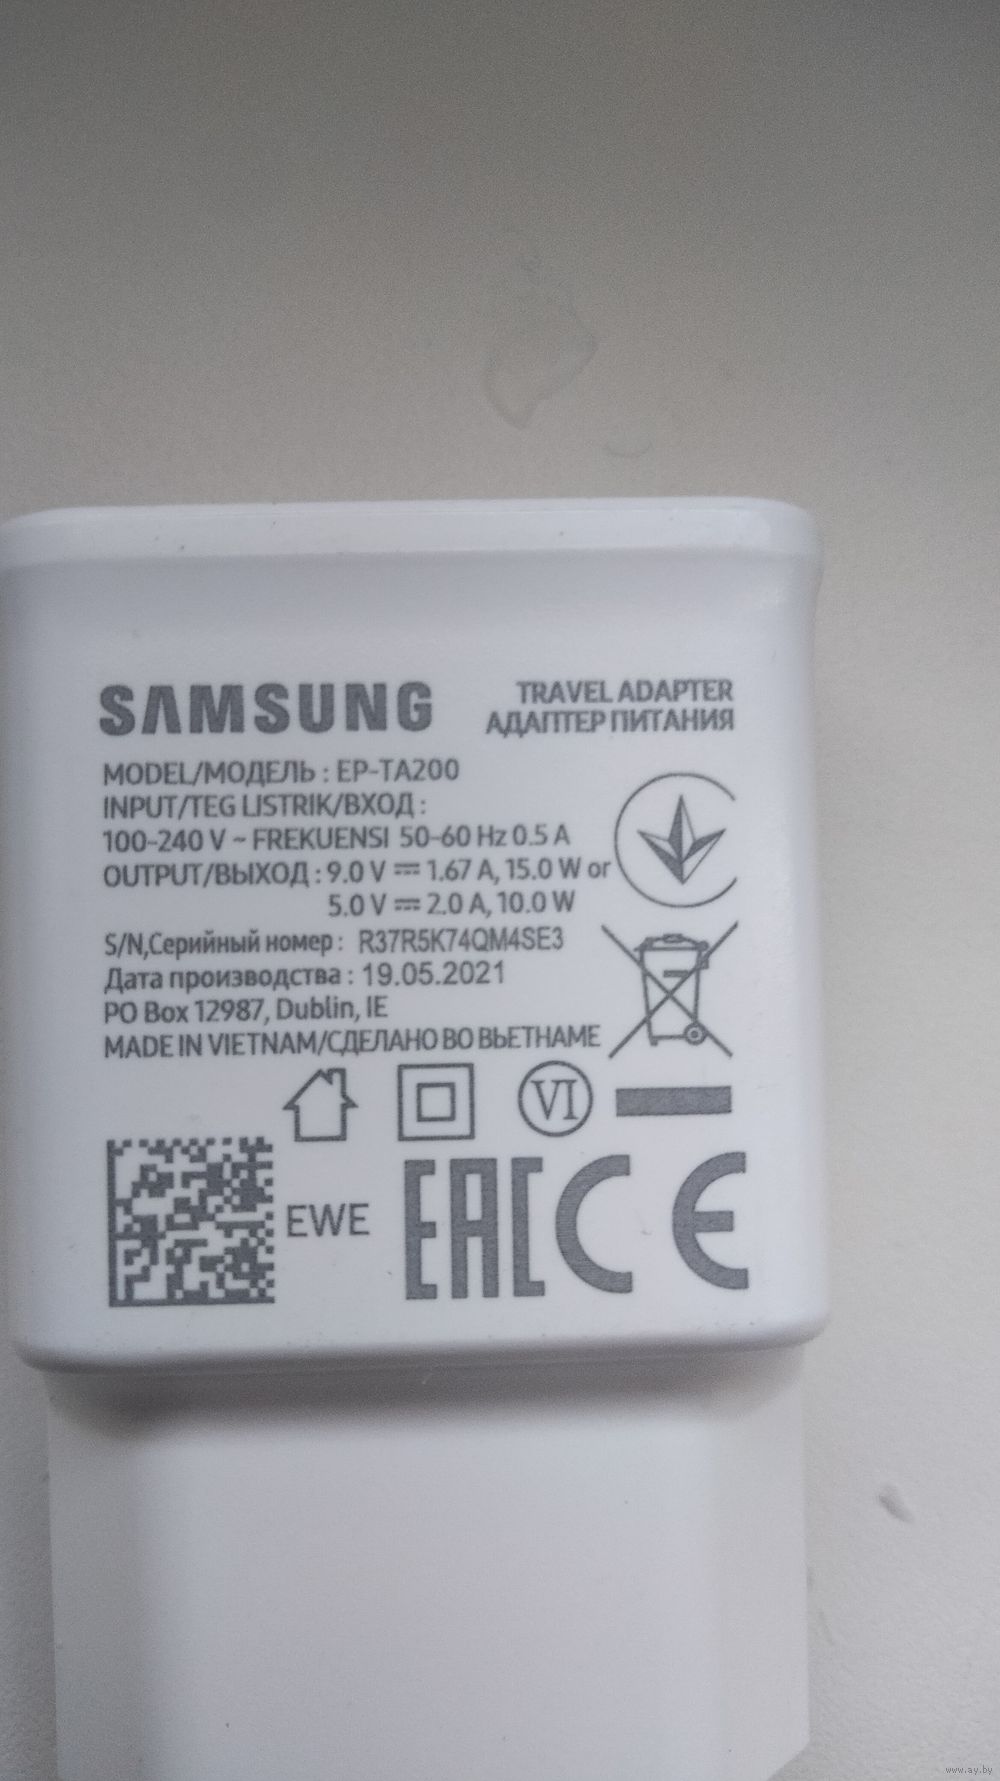 SAMSUNG
TRAVEL ADAPTER
АДАПТЕР ПИТАНИЯ
MODEL/МОДЕЛЬ : EP-TA200
INPUT/TEG LISTRIK/ВХОД :
100-240 V ~ FREKUENSI 50-60 Hz 0.5 A
OUTPUT/ВЫХОД : 9.0 V ⎓ 1.67 A, 15.0 W or
5.0 V ⎓ 2.0 A, 10.0 W
S/N,Серийный номер : R37R5K74QM4SE3
Дата производства : 19.05.2021
PO Box 12987, Dublin, IE
MADE IN VIETNAM/СДЕЛАНО ВО ВЬЕТНАМЕ
VI
EWE
EAC CE
www.ay.by